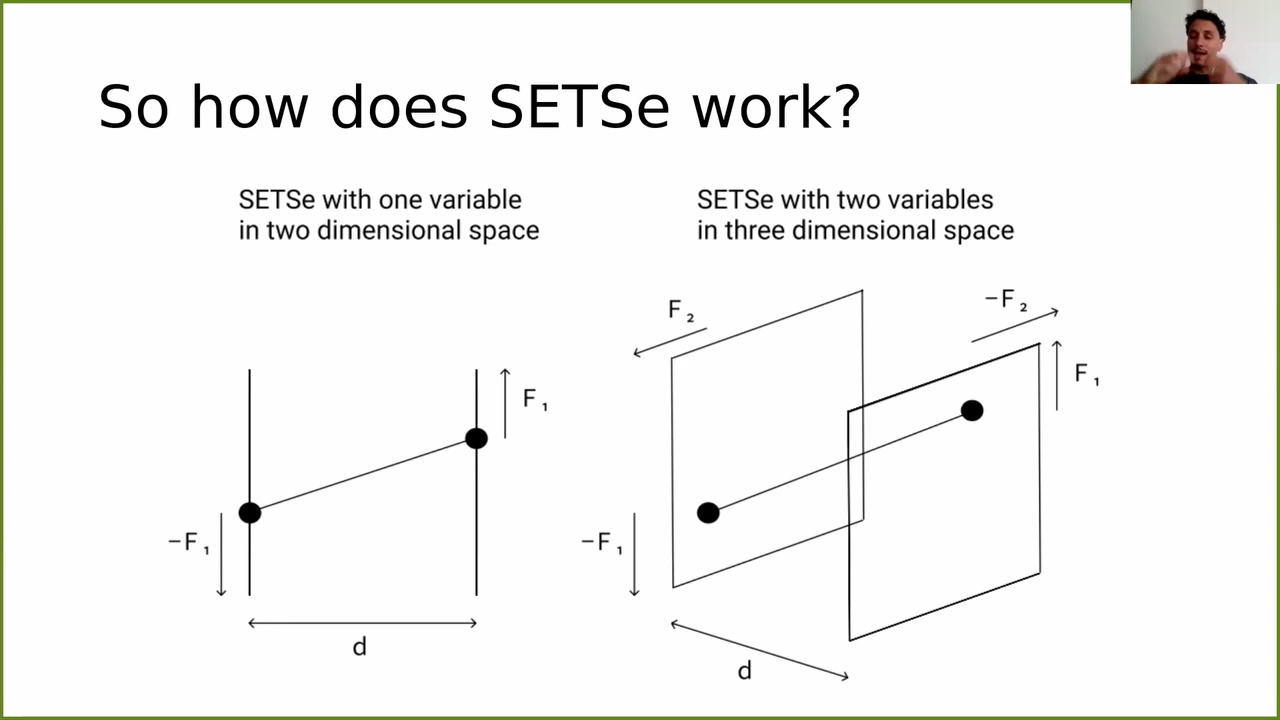 So how does SETSe work?
SETSe with one variable
in two dimensional space
F₁
−F₁
d
SETSe with two variables
in three dimensional space
F₂
−F₂
F₁
−F₁
d